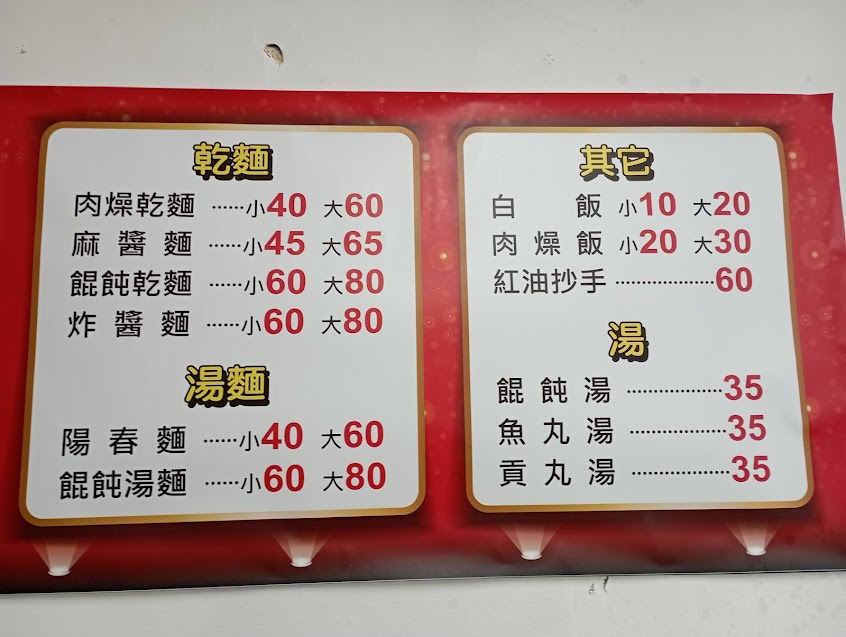 乾麵
肉燥乾麵 ······小40 大60
麻醬麵 ······小45 大65
餛飩乾麵 ······小60 大80
炸醬麵 ······小60 大80
湯麵
陽春麵 ······小40 大60
餛飩湯麵 ······小60 大80
其它
白飯 小10 大20
肉燥飯 小20 大30
紅油抄手 ····················60
湯
餛飩湯 ···················35
魚丸湯 ···················35
貢丸湯 ···················35